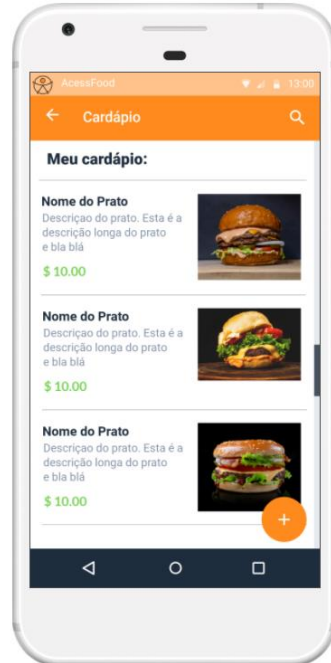 AcessFood
13:00
Cardápio
Meu cardápio:
Nome do Prato
Descriçao do prato. Esta é a
descrição longa do prato
e bla blá
$ 10.00
Nome do Prato
Descriçao do prato. Esta é a
descrição longa do prato
e bla blá
$ 10.00
Nome do Prato
Descriçao do prato. Esta é a
descrição longa do prato
e bla blá
$ 10.00
+